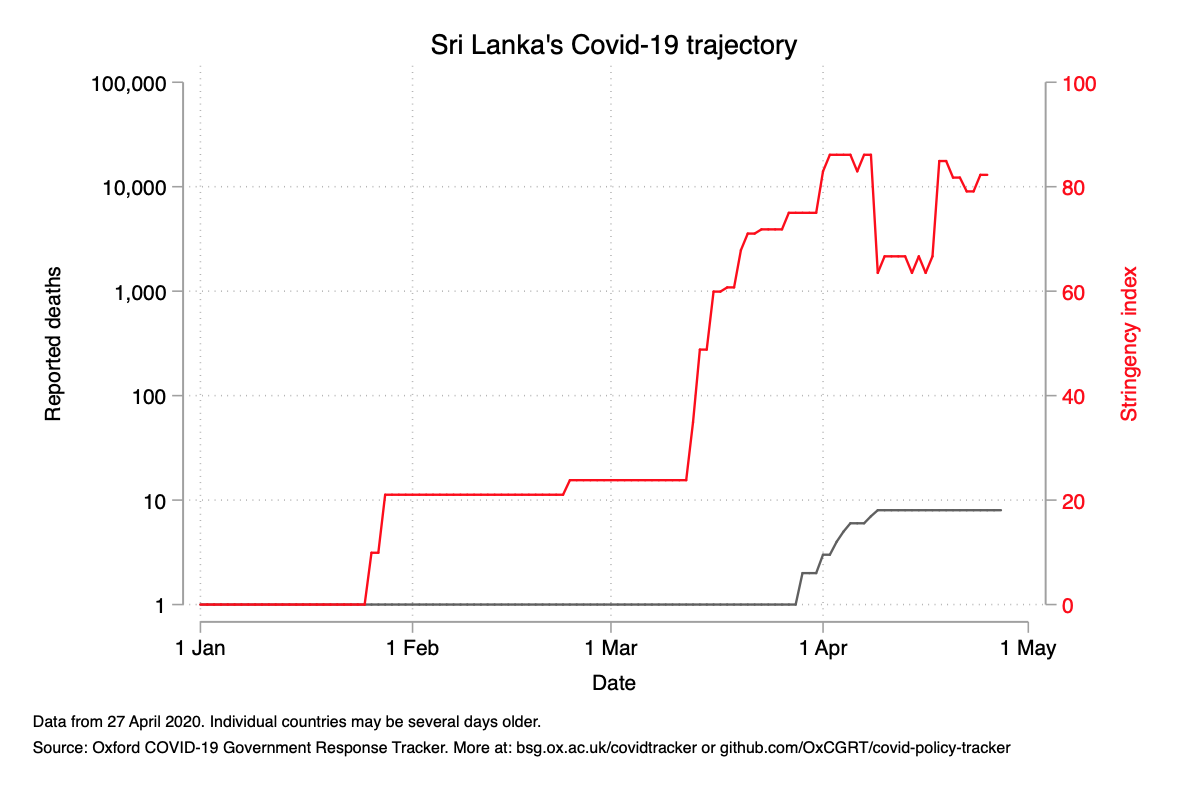 Sri Lanka's Covid-19 trajectory
100,000
10,000
1,000
100
10
1
Reported deaths
100
80
60
40
20
0
Stringency index
1 Jan
1 Feb
1 Mar
1 Apr
1 May
Date
Data from 27 April 2020. Individual countries may be several days older.
Source: Oxford COVID-19 Government Response Tracker. More at: bsg.ox.ac.uk/covidtracker or github.com/OxCGRT/covid-policy-tracker